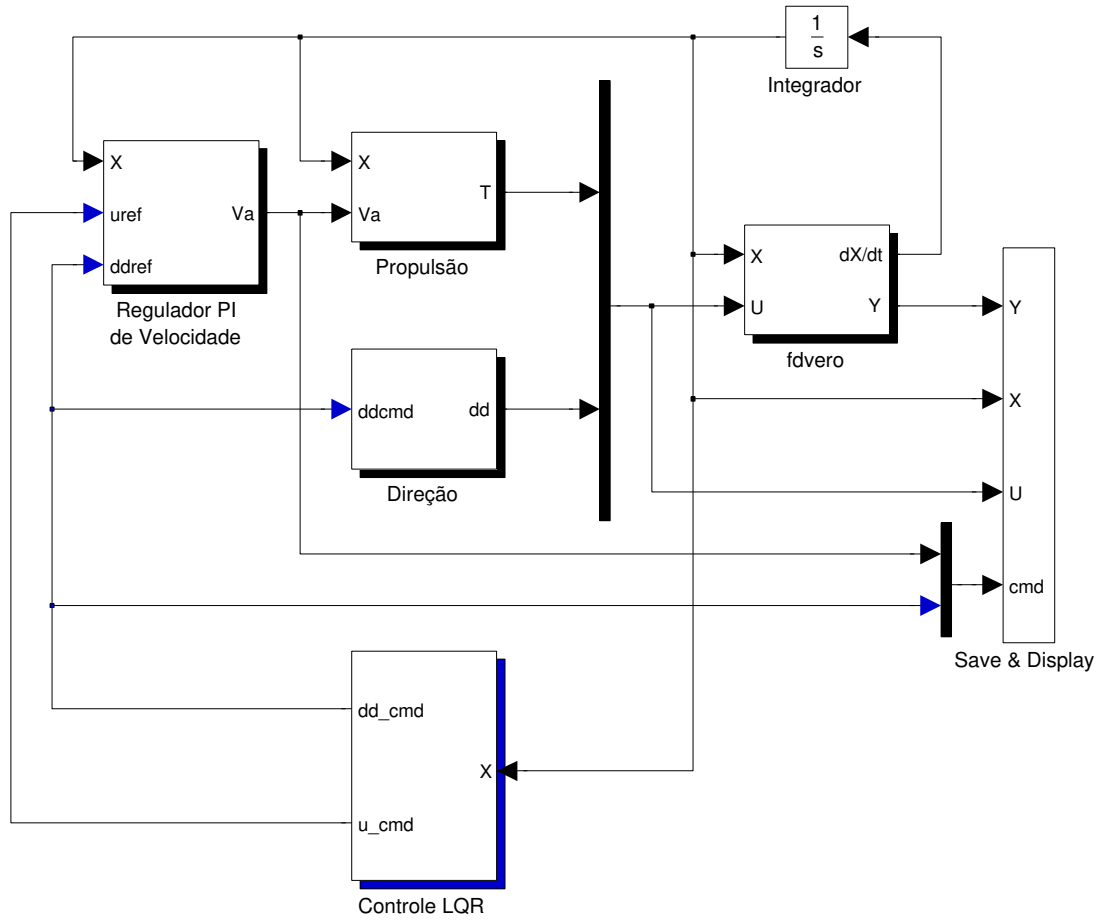 1
s
Integrador
X
uref
ddref
Va
Regulador PI
de Velocidade
X
Va
T
Propulsão
ddcmd
dd
Direção
X
U
dX/dt
Y
fdvero
Y
X
U
cmd
Save & Display
dd_cmd
u_cmd
X
Controle LQR